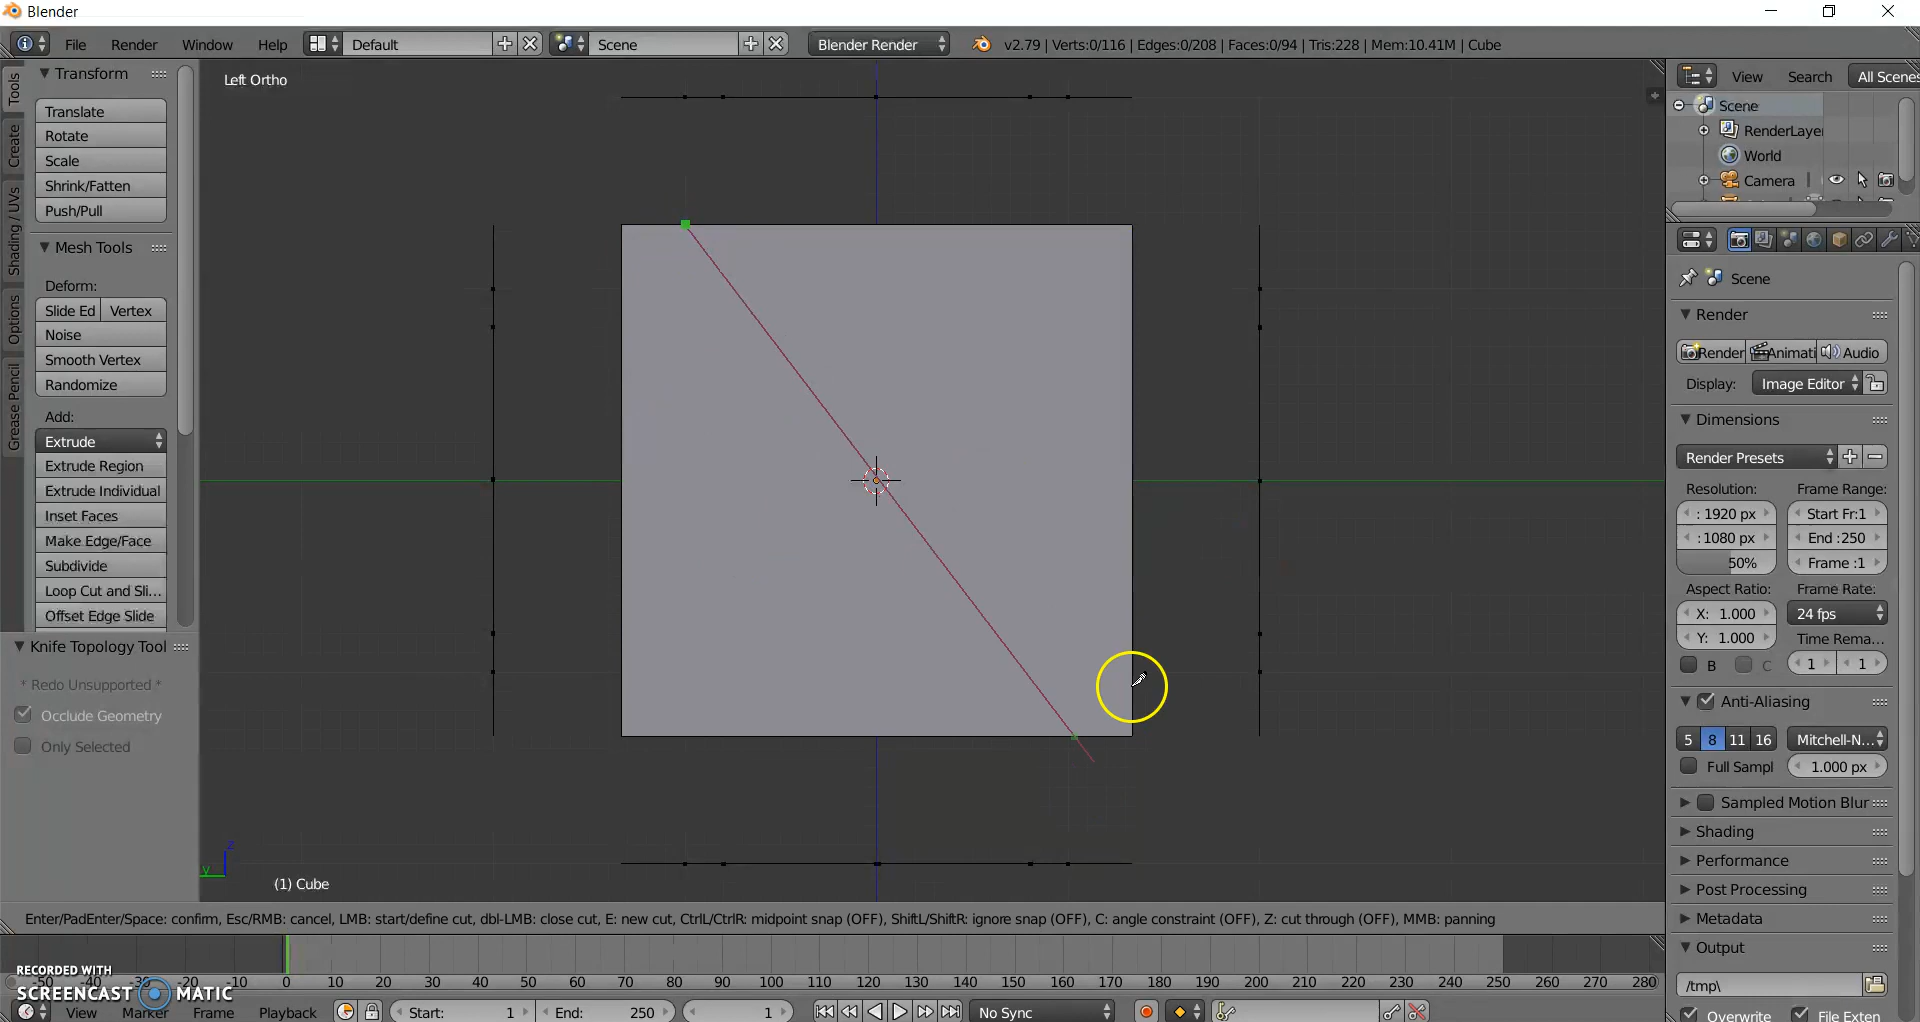 Blender
File Render Window Help Default Scene Blender Render v2.79 | Verts:0/116 | Edges:0/208 | Faces:0/94 | Tris:228 | Mem:10.41M | Cube
Tools
Create
Shading / UVs
Options
Grease Pencil
Transform
Translate
Rotate
Scale
Shrink/Fatten
Push/Pull
Mesh Tools
Deform:
Slide Ed Vertex
Noise
Smooth Vertex
Randomize
Add:
Extrude
Extrude Region
Extrude Individual
Inset Faces
Make Edge/Face
Subdivide
Loop Cut and Sli...
Offset Edge Slide
Knife Topology Tool
* Redo Unsupported *
Occlude Geometry
Only Selected
Left Ortho
z
y
(1) Cube
View Search All Scenes
Scene
RenderLayer
World
Camera
Scene
Render
Render Animati Audio
Display: Image Editor
Dimensions
Render Presets
Resolution: Frame Range:
: 1920 px Start Fr:1
:1080 px End :250
50% Frame :1
Aspect Ratio: Frame Rate:
X: 1.000 24 fps
Y: 1.000 Time Rema...
B C 1 1
Anti-Aliasing
5 8 11 16 Mitchell-N...
Full Sampl 1.000 px
Sampled Motion Blur
Shading
Performance
Post Processing
Metadata
Output
/tmp\
Overwrite File Exten
Enter/PadEnter/Space: confirm, Esc/RMB: cancel, LMB: start/define cut, dbl-LMB: close cut, E: new cut, CtrlL/CtrlR: midpoint snap (OFF), ShiftL/ShiftR: ignore snap (OFF), C: angle constraint (OFF), Z: cut through (OFF), MMB: panning
-50 -40 -30 -20 -10 0 10 20 30 40 50 60 70 80 90 100 110 120 130 140 150 160 170 180 190 200 210 220 230 240 250 260 270 280
RECORDED WITH
SCREENCAST MATIC
View Marker Frame Playback Start: 1 End: 250 1 No Sync